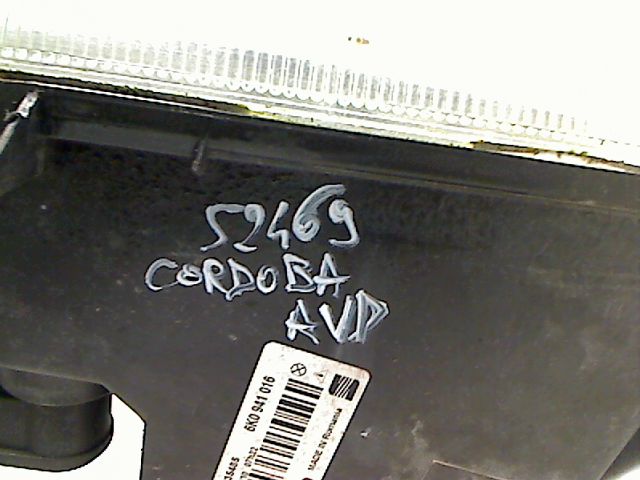 52469
CORDOBA
AVD
6K0 941 016
MADE IN Romania